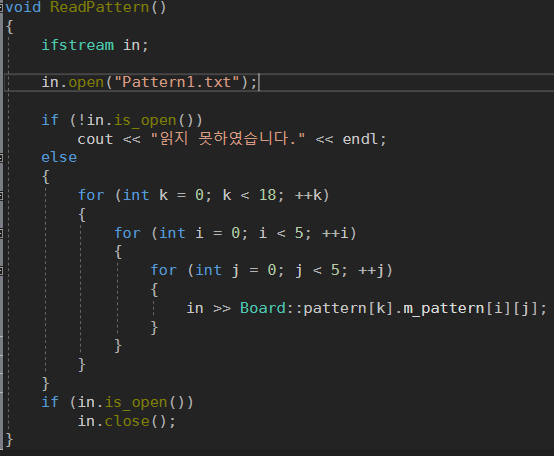 void ReadPattern()
{
ifstream in;
in.open("Pattern1.txt");
if (!in.is_open())
cout << "읽지 못하였습니다." << endl;
else
{
for (int k = 0; k < 18; ++k)
{
for (int i = 0; i < 5; ++i)
{
for (int j = 0; j < 5; ++j)
{
in >> Board::pattern[k].m_pattern[i][j];
}
}
}
}
if (in.is_open())
in.close();
}